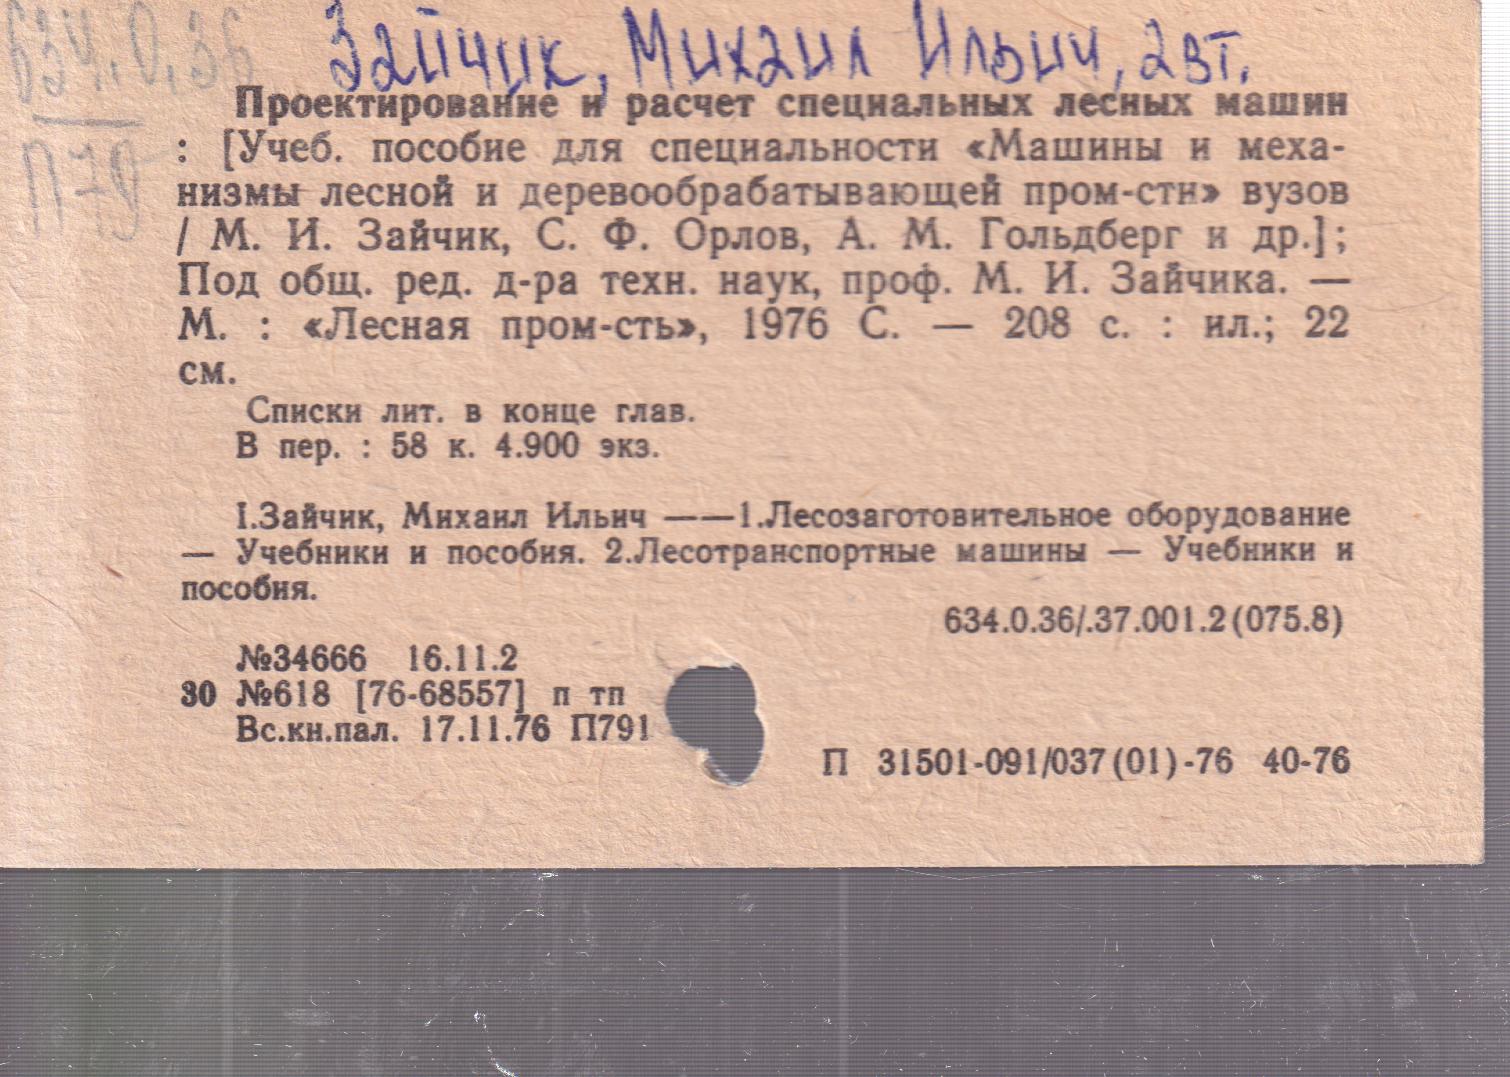 634.0.36
Зайчик, Михаил Ильич, авт.
П79
Проектирование и расчет специальных лесных машин
: [Учеб. пособие для специальности «Машины и меха-
низмы лесной и деревообрабатывающей пром-сти» вузов
/ М. И. Зайчик, С. Ф. Орлов, А. М. Гольдберг и др.];
Под общ. ред. д-ра техн. наук, проф. М. И. Зайчика. —
М. : «Лесная пром-сть», 1976 С. — 208 с. : ил.; 22
см.
Списки лит. в конце глав.
В пер. : 58 к. 4.900 экз.
I.Зайчик, Михаил Ильич ——1.Лесозаготовительное оборудование
— Учебники и пособия. 2.Лесотранспортные машины — Учебники и
пособия.
634.0.36/.37.001.2(075.8)
№34666 16.11.2
30 №618 [76-68557] п тп
Вс.кн.пал. 17.11.76 П791
П 31501-091/037(01)-76 40-76